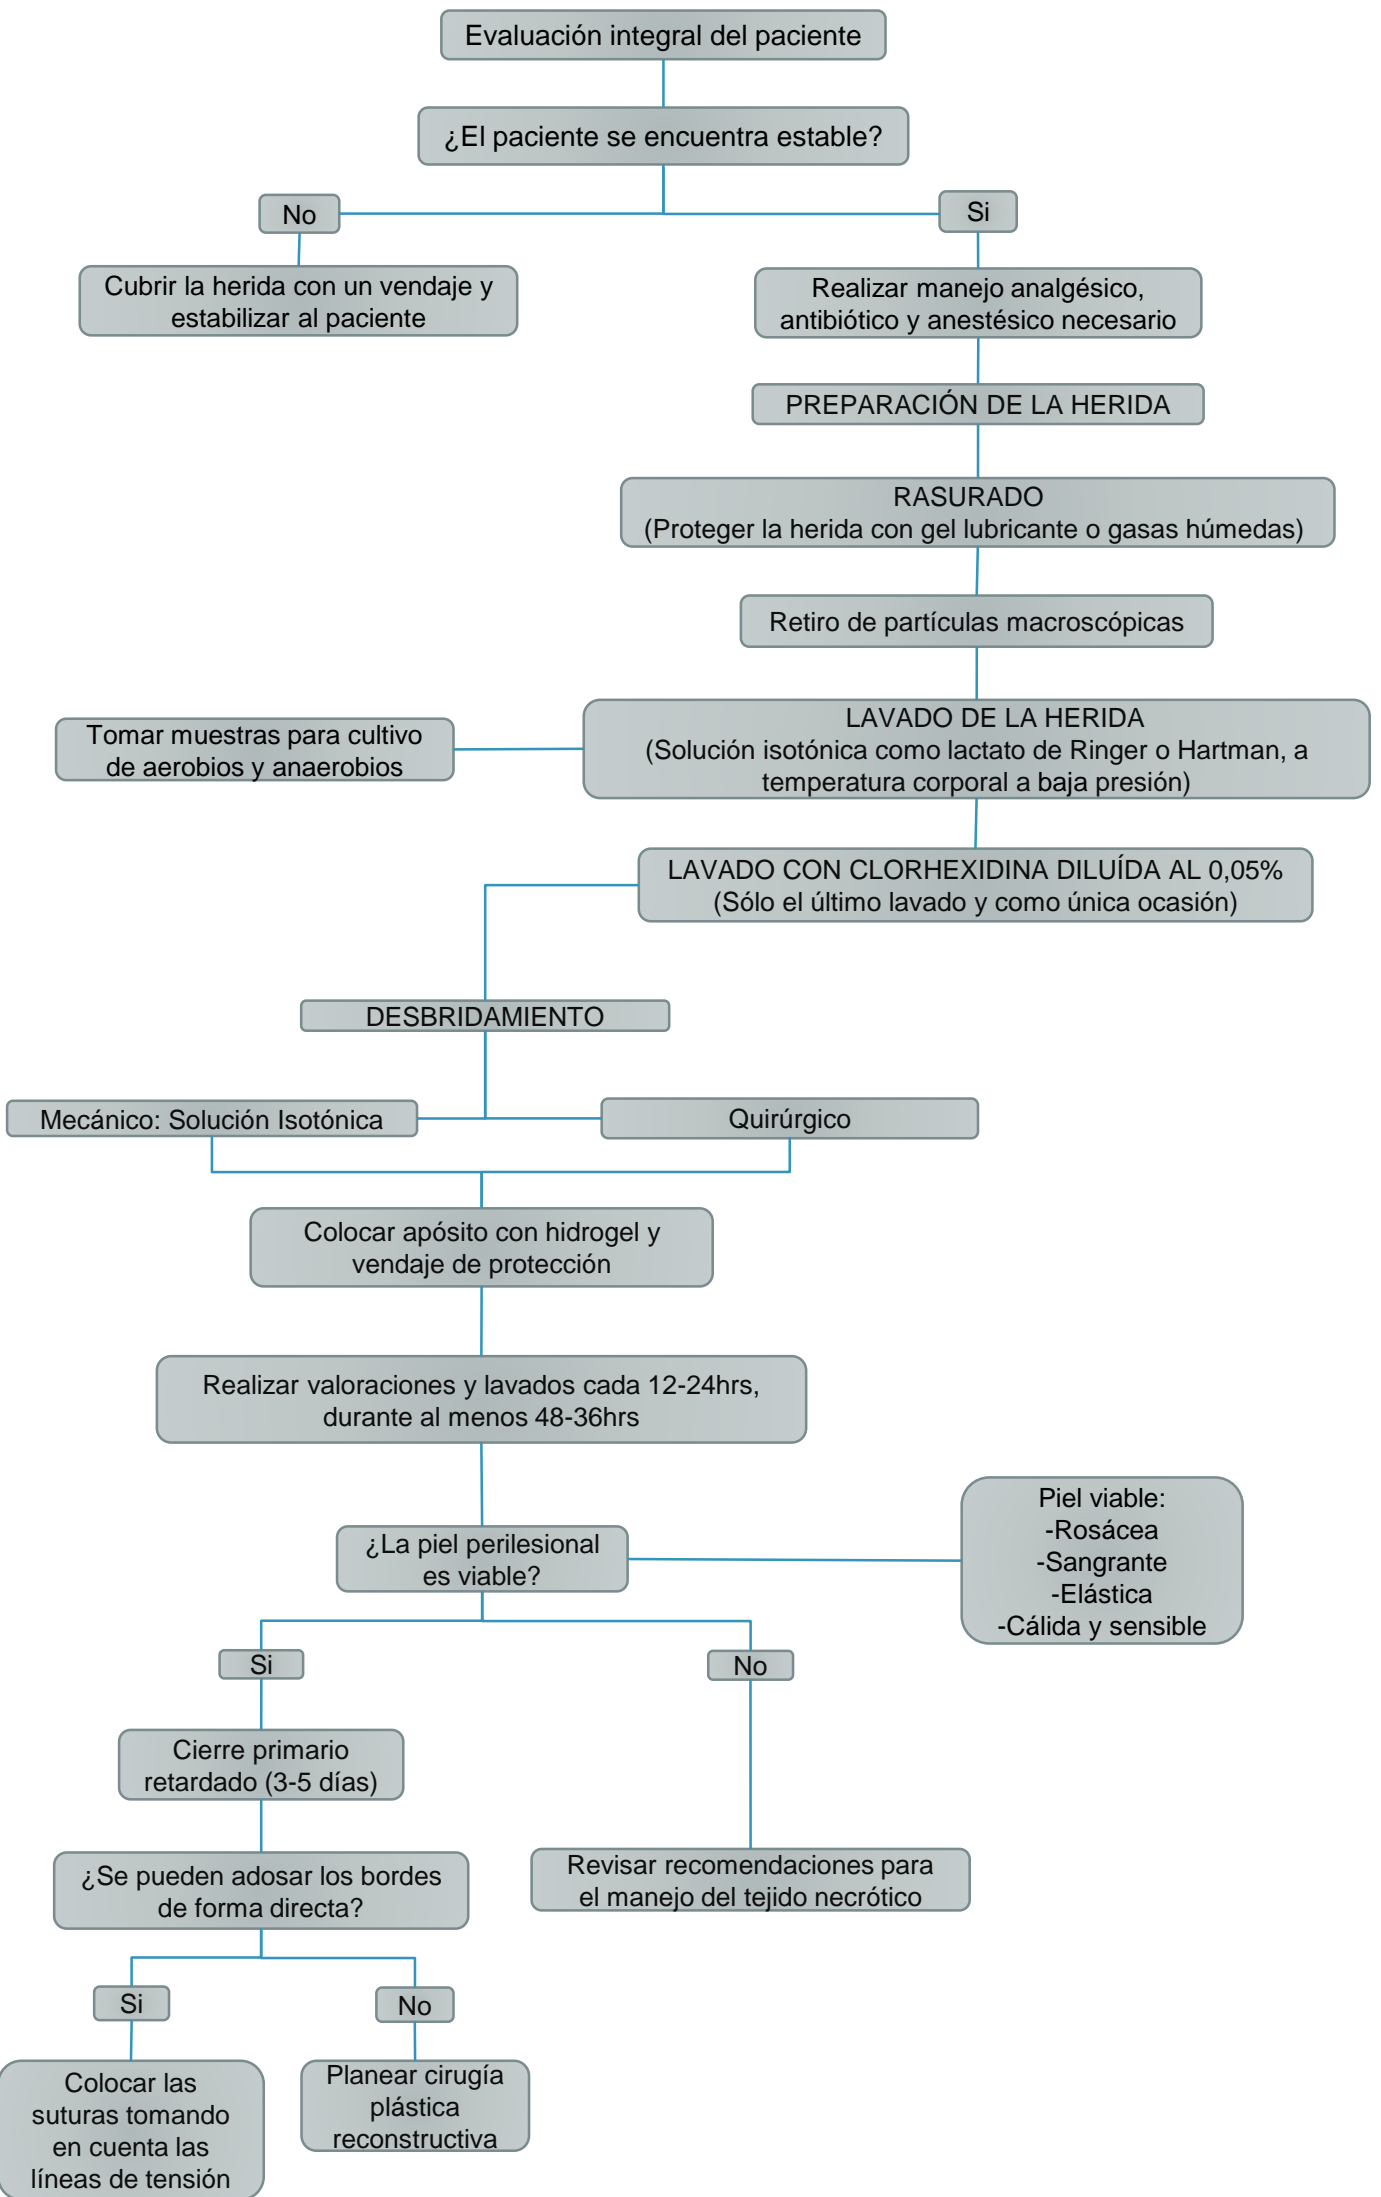 Evaluación integral del paciente
¿El paciente se encuentra estable?
No
Si
Cubrir la herida con un vendaje y
estabilizar al paciente
Realizar manejo analgésico,
antibiótico y anestésico necesario
PREPARACIÓN DE LA HERIDA
RASURADO
(Proteger la herida con gel lubricante o gasas húmedas)
Retiro de partículas macroscópicas
LAVADO DE LA HERIDA
(Solución isotónica como lactato de Ringer o Hartman, a
temperatura corporal a baja presión)
Tomar muestras para cultivo
de aerobios y anaerobios
LAVADO CON CLORHEXIDINA DILUÍDA AL 0,05%
(Sólo el último lavado y como única ocasión)
DESBRIDAMIENTO
Mecánico: Solución Isotónica
Quirúrgico
Colocar apósito con hidrogel y
vendaje de protección
Realizar valoraciones y lavados cada 12-24hrs,
durante al menos 48-36hrs
¿La piel perilesional
es viable?
Piel viable:
-Rosácea
-Sangrante
-Elástica
-Cálida y sensible
Si
No
Cierre primario
retardado (3-5 días)
Revisar recomendaciones para
el manejo del tejido necrótico
¿Se pueden adosar los bordes
de forma directa?
Si
No
Colocar las
suturas tomando
en cuenta las
líneas de tensión
Planear cirugía
plástica
reconstructiva